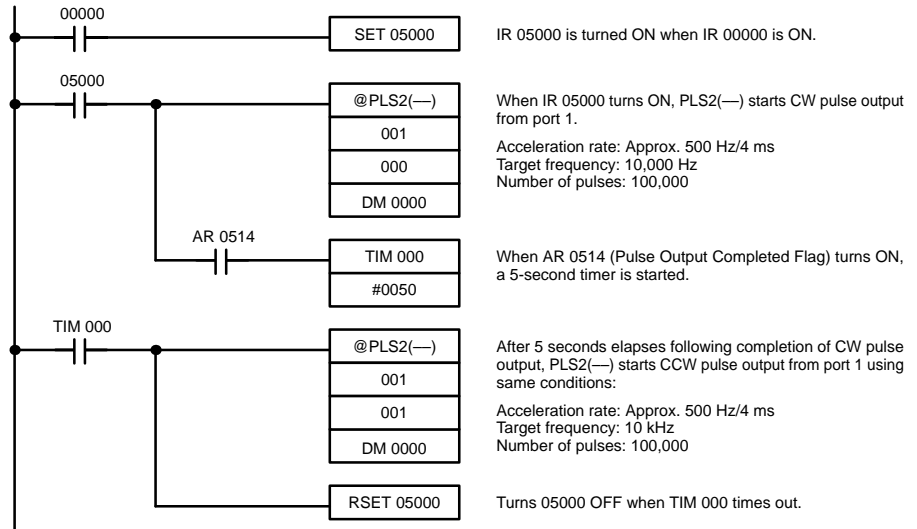 00000
SET 05000
IR 05000 is turned ON when IR 00000 is ON.
05000
@PLS2(––)
001
000
DM 0000
When IR 05000 turns ON, PLS2(––) starts CW pulse output
from port 1.
Acceleration rate: Approx. 500 Hz/4 ms
Target frequency: 10,000 Hz
Number of pulses: 100,000
AR 0514
TIM 000
#0050
When AR 0514 (Pulse Output Completed Flag) turns ON,
a 5-second timer is started.
TIM 000
@PLS2(––)
001
001
DM 0000
After 5 seconds elapses following completion of CW pulse
output, PLS2(––) starts CCW pulse output from port 1 using
same conditions:
Acceleration rate: Approx. 500 Hz/4 ms
Target frequency: 10 kHz
Number of pulses: 100,000
RSET 05000
Turns 05000 OFF when TIM 000 times out.